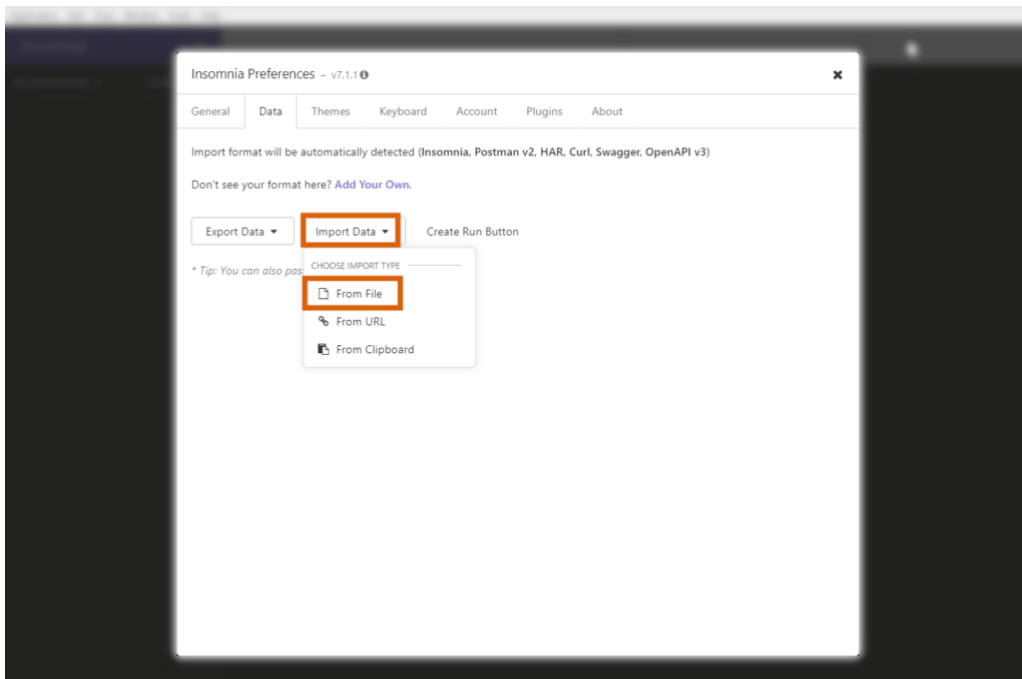 Insomnia Preferences – v7.1.1
General Data Themes Keyboard Account Plugins About
Import format will be automatically detected (Insomnia, Postman v2, HAR, Curl, Swagger, OpenAPI v3)
Don't see your format here? Add Your Own.
Export Data Import Data Create Run Button
* Tip: You can also pas
CHOOSE IMPORT TYPE
From File
From URL
From Clipboard